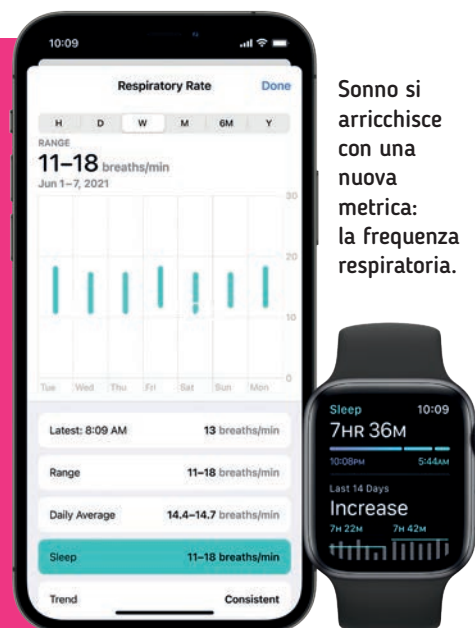 10:09
Respiratory Rate Done
H D W M 6M Y
RANGE
11–18 breaths/min
Jun 1–7, 2021
30
20
10
0
Tue Wed Thu Fri Sat Sun Mon
Latest: 8:09 AM 13 breaths/min
Range 11–18 breaths/min
Daily Average 14.4–14.7 breaths/min
Sleep 11–18 breaths/min
Trend Consistent
Sonno si
arricchisce
con una
nuova
metrica:
la frequenza
respiratoria.
Sleep 10:09
7HR 36M
10:08PM 5:44AM
Last 14 Days
Increase
7H 22M 7H 42M